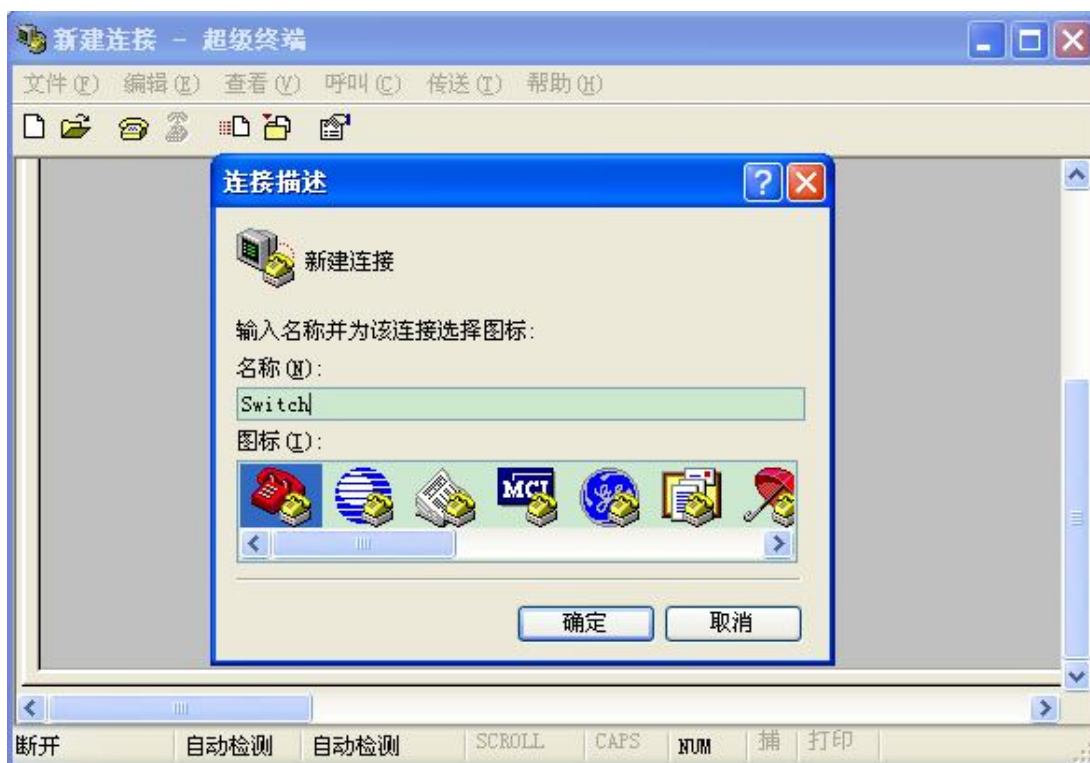 新建连接 - 超级终端
文件(F) 编辑(E) 查看(V) 呼叫(C) 传送(T) 帮助(H)
连接描述
新建连接
输入名称并为该连接选择图标:
名称(N):
Switch
图标(I):
MCI
确定 取消
断开 自动检测 自动检测 SCROLL CAPS NUM 捕 打印